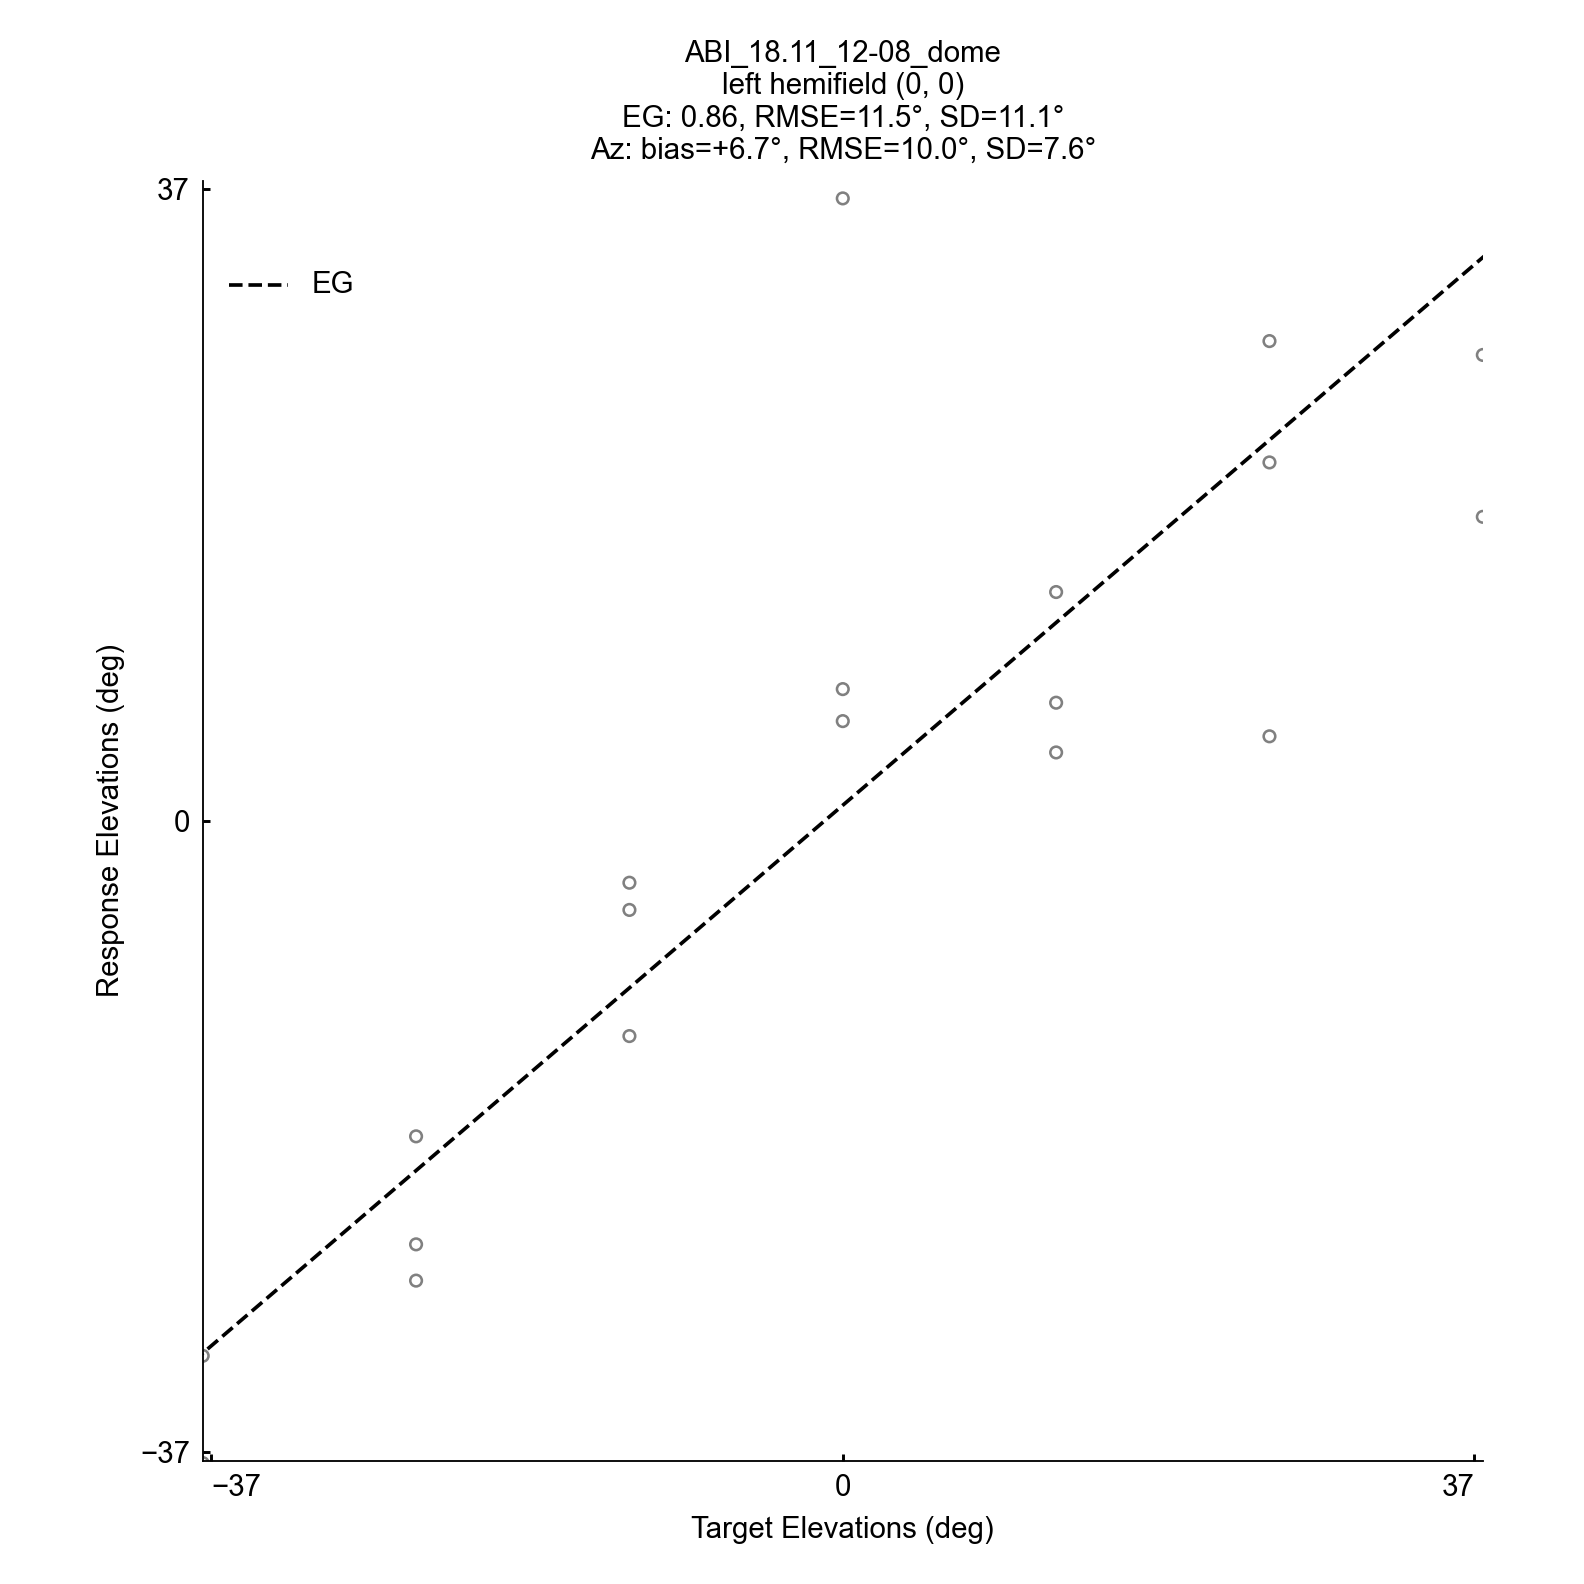 ABI_18.11_12-08_dome
left hemifield (0, 0)
EG: 0.86, RMSE=11.5°, SD=11.1°
Az: bias=+6.7°, RMSE=10.0°, SD=7.6°
37
EG
Response Elevations (deg)
0
−37
−37 0 37
Target Elevations (deg)